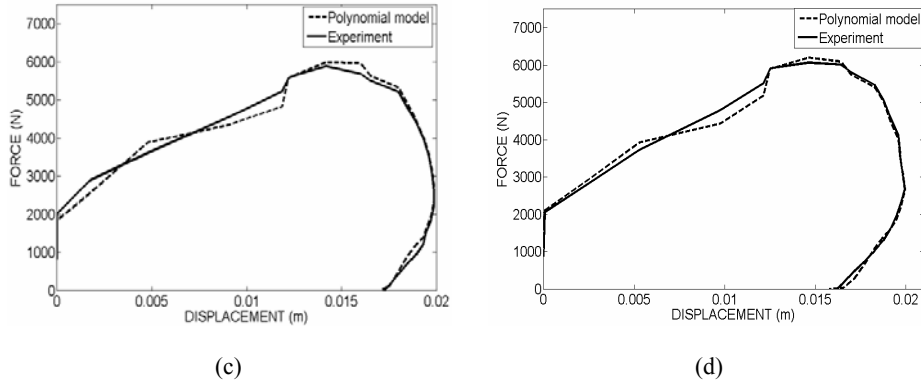 7000
6000
5000
4000
3000
2000
1000
0
FORCE (N)
Polynomial model
Experiment
0
0.005
0.01
0.015
0.02
DISPLACEMENT (m)
(c)
7000
6000
5000
4000
3000
2000
1000
0
FORCE (N)
Polynomial model
Experiment
0
0.005
0.01
0.015
0.02
DISPLACEMENT (m)
(d)